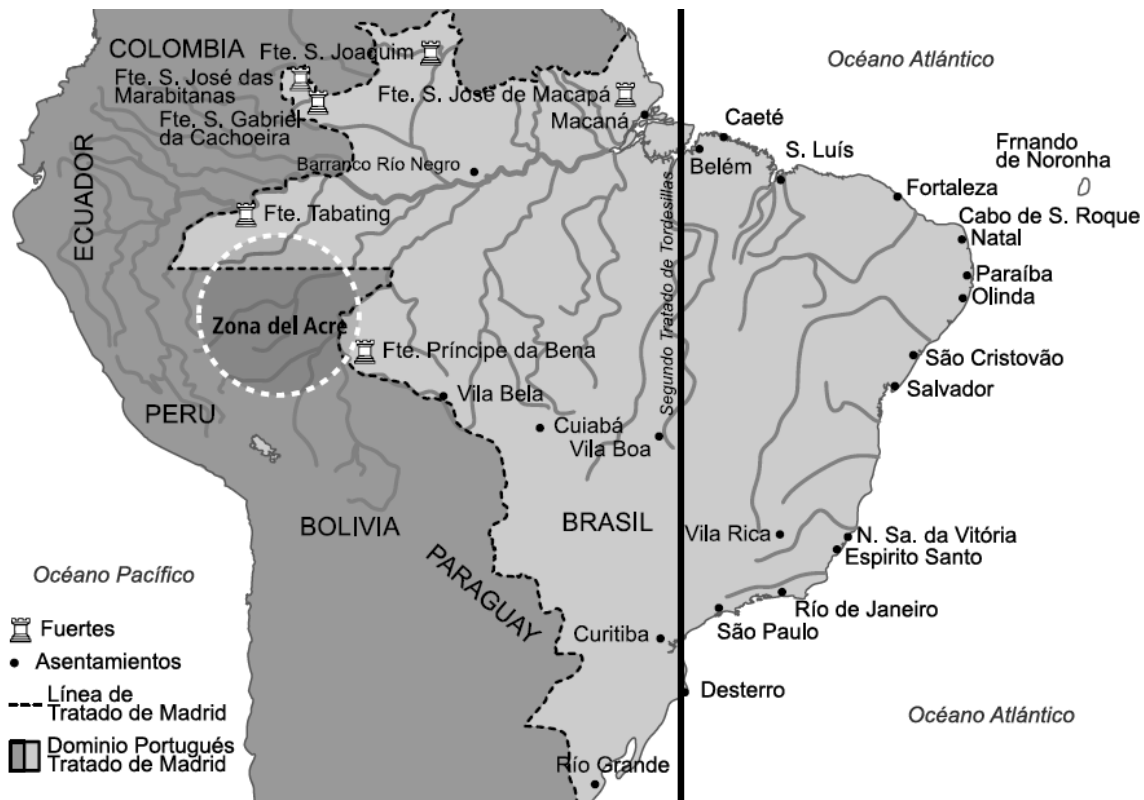 COLOMBIA
Fte. S. Joaquim
Fte. S. José das
Marabitanas
Fte. S. Gabriel
da Cachoeira
Fte. S. José de Macapá
Macaná
Océano Atlántico
Caeté
Belém
S. Luís
Frnando
de Noronha
Fortaleza
Cabo de S. Roque
Natal
Paraíba
Olinda
ECUADOR
Barranco Río Negro
Fte. Tabating
Segundo Tratado de Tordesillas
Zona del Acre
Fte. Príncipe da Bena
São Cristovão
Salvador
Vila Bela
PERU
Cuiabá
Vila Boa
BOLIVIA
BRASIL
Vila Rica
N. Sa. da Vitória
Espirito Santo
PARAGUAY
Océano Pacífico
Río de Janeiro
São Paulo
Curitiba
Desterro
Océano Atlántico
Río Grande
Fuertes
Asentamientos
Línea de
Tratado de Madrid
Dominio Portugués
Tratado de Madrid